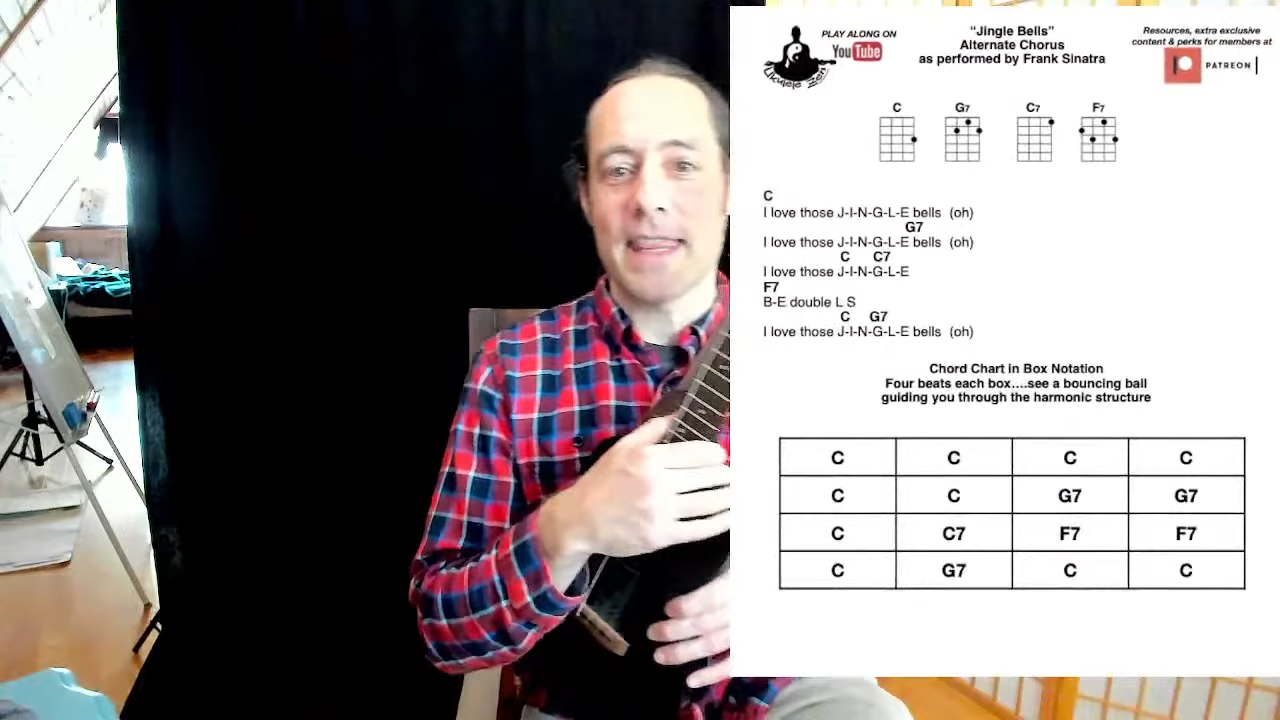 PLAY ALONG ON
YouTube
Ukulele Zen
"Jingle Bells"
Alternate Chorus
as performed by Frank Sinatra
Resources, extra exclusive
content & perks for members at
PATREON
C G7 C7 F7
C
I love those J-I-N-G-L-E bells (oh)
G7
I love those J-I-N-G-L-E bells (oh)
C C7
I love those J-I-N-G-L-E
F7
B-E double L S
C G7
I love those J-I-N-G-L-E bells (oh)
Chord Chart in Box Notation
Four beats each box....see a bouncing ball
guiding you through the harmonic structure
C C C C
C C G7 G7
C C7 F7 F7
C G7 C C